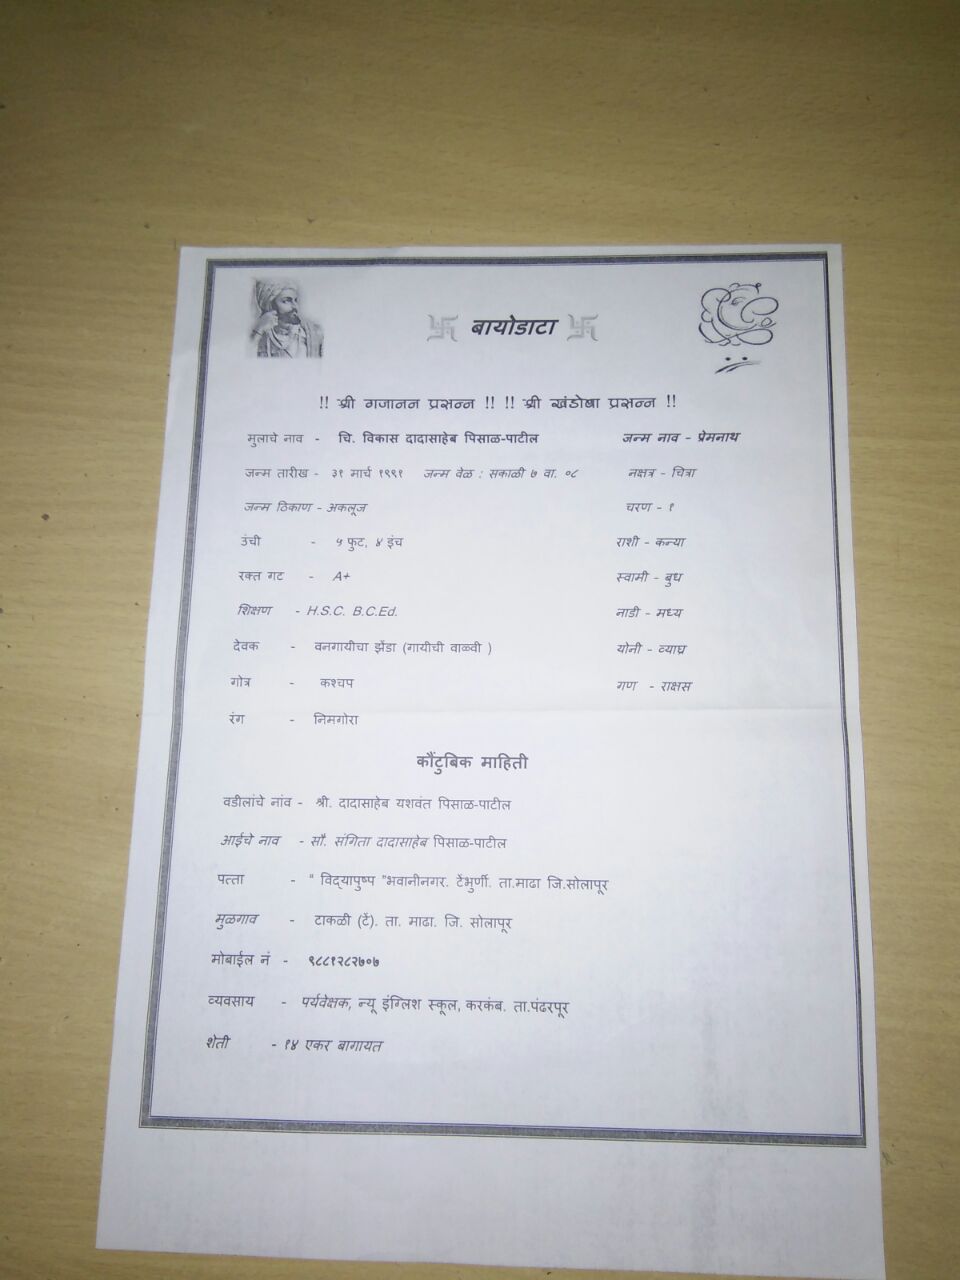 बायोडाटा
!! श्री गजानन प्रसन्न !! !! श्री खंडोबा प्रसन्न !!
मुलाचे नाव - चि. विकास दादासाहेब पिसाळ-पाटील जन्म नाव - प्रेमनाथ
जन्म तारीख - ३१ मार्च १९९१ जन्म वेळ : सकाळी ७ वा. ०८ नक्षत्र - चित्रा
जन्म ठिकाण - अकलूज चरण - १
उंची - ५ फुट, ४ इंच राशी - कन्या
रक्त गट - A+ स्वामी - बुध
शिक्षण - H.S.C. B.C.Ed. नाडी - मध्य
देवक - वनगायीचा झेंडा (गायीची वाळवी ) योनी - व्याघ्र
गोत्र - कश्चप गण - राक्षस
रंग - निमगोरा
कौंटुबिक माहिती
वडीलांचे नांव - श्री. दादासाहेब यशवंत पिसाळ-पाटील
आईचे नाव - सौ. संगिता दादासाहेब पिसाळ-पाटील
पत्ता - " विद्यापुष्प "भवानीनगर. टेंभुर्णी. ता.माढा जि.सोलापूर
मुळगाव - टाकळी (टें). ता. माढा. जि. सोलापूर
मोबाईल नं - ९८८१२८२७०७
व्यवसाय - पर्यवेक्षक, न्यू इंग्लिश स्कूल, करकंब. ता.पंढरपूर
शेती - १४ एकर बागायत